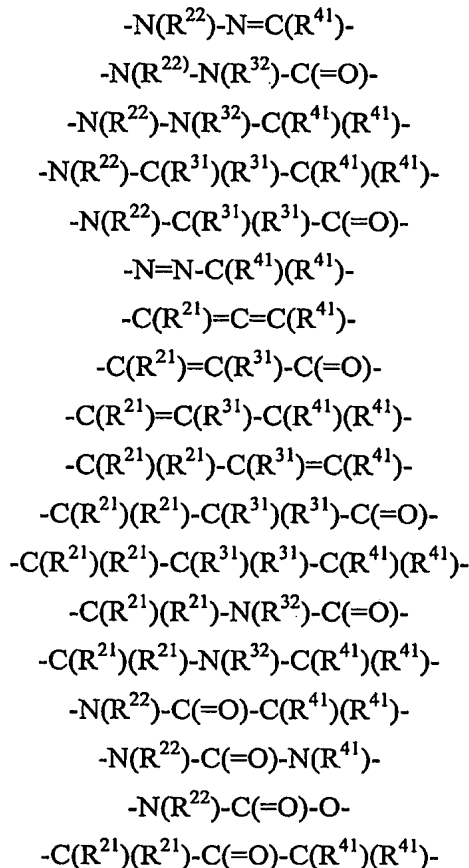 -N(R²²)-N=C(R⁴¹)-
-N(R²²⁾-N(R³²)-C(=O)-
-N(R²²)-N(R³²)-C(R⁴¹)(R⁴¹)-
-N(R²²)-C(R³¹)(R³¹)-C(R⁴¹)(R⁴¹)-
-N(R²²)-C(R³¹)(R³¹)-C(=O)-
-N=N-C(R⁴¹)(R⁴¹)-
-C(R²¹)=C=C(R⁴¹)-
-C(R²¹)=C(R³¹)-C(=O)-
-C(R²¹)=C(R³¹)-C(R⁴¹)(R⁴¹)-
-C(R²¹)(R²¹)-C(R³¹)=C(R⁴¹)-
-C(R²¹)(R²¹)-C(R³¹)(R³¹)-C(=O)-
-C(R²¹)(R²¹)-C(R³¹)(R³¹)-C(R⁴¹)(R⁴¹)-
-C(R²¹)(R²¹)-N(R³²)-C(=O)-
-C(R²¹)(R²¹)-N(R³²)-C(R⁴¹)(R⁴¹)-
-N(R²²)-C(=O)-C(R⁴¹)(R⁴¹)-
-N(R²²)-C(=O)-N(R⁴¹)-
-N(R²²)-C(=O)-O-
-C(R²¹)(R²¹)-C(=O)-C(R⁴¹)(R⁴¹)-